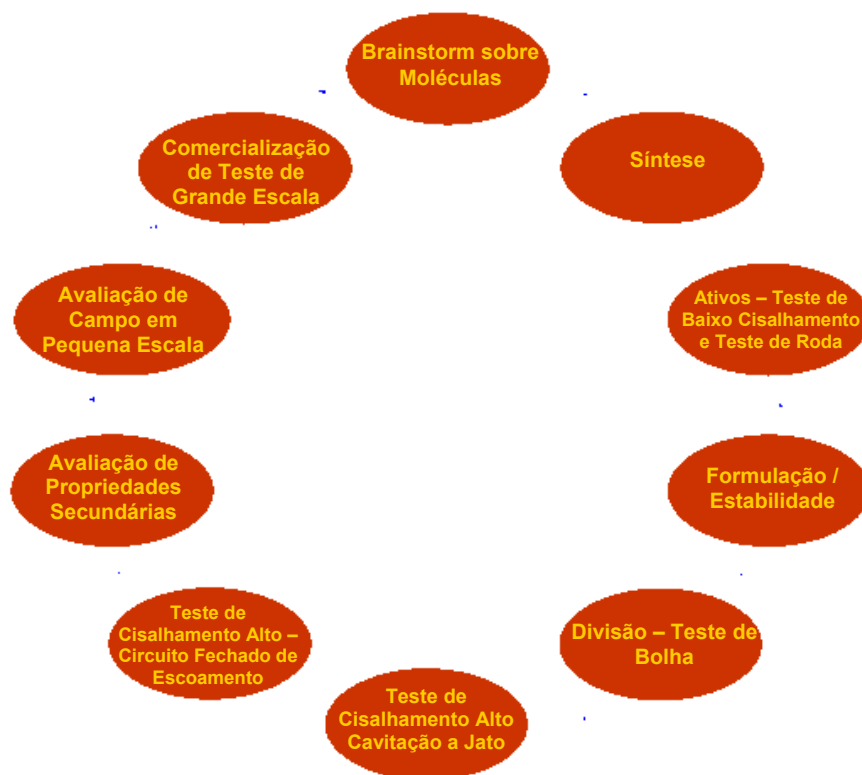 Brainstorm sobre
Moléculas
Síntese
Ativos – Teste de
Baixo Cisalhamento
e Teste de Roda
Formulação /
Estabilidade
Divisão – Teste de
Bolha
Teste de
Cisalhamento Alto
Cavitação a Jato
Teste de
Cisalhamento Alto –
Circuito Fechado de
Escoamento
Avaliação de
Propriedades
Secundárias
Avaliação de
Campo em
Pequena Escala
Comercialização
de Teste de
Grande Escala